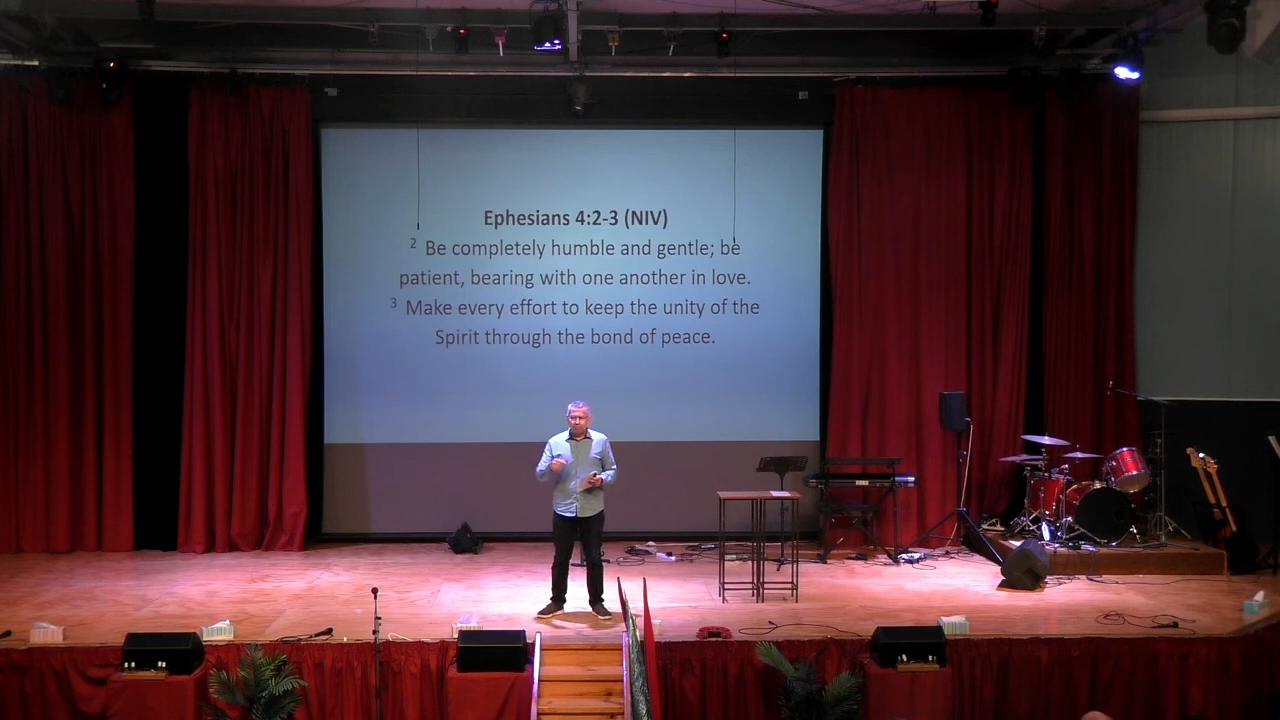 Ephesians 4:2-3 (NIV)
2 Be completely humble and gentle; be
patient, bearing with one another in love.
3 Make every effort to keep the unity of the
Spirit through the bond of peace.
KORG